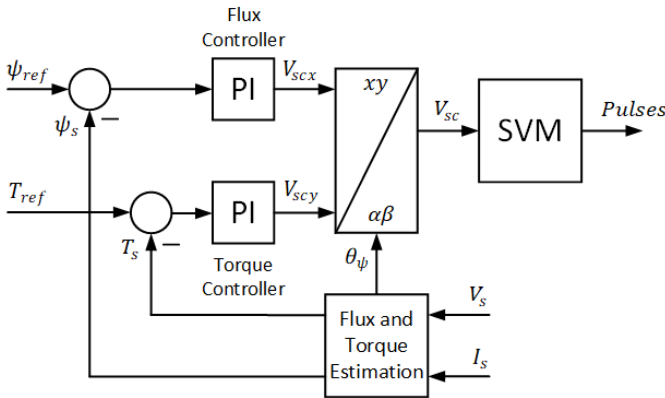 Flux
Controller
ψref
PI
Vscx
xy
ψs
Vsc
SVM
Pulses
Tref
PI
Vscy
αβ
Ts
Torque
Controller
θψ
Vs
Flux and
Torque
Estimation
Is